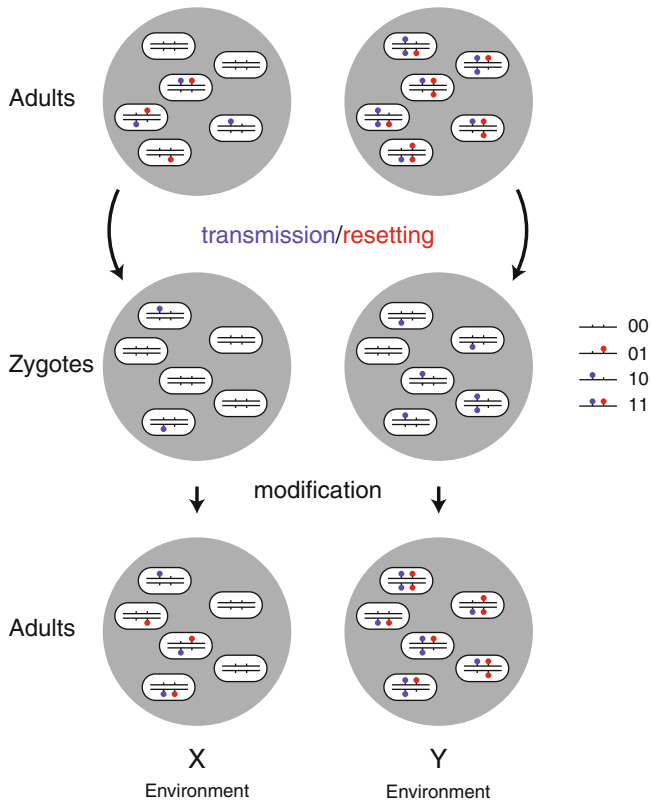 Adults
transmission/resetting
Zygotes
00
01
10
11
modification
Adults
X
Y
Environment
Environment